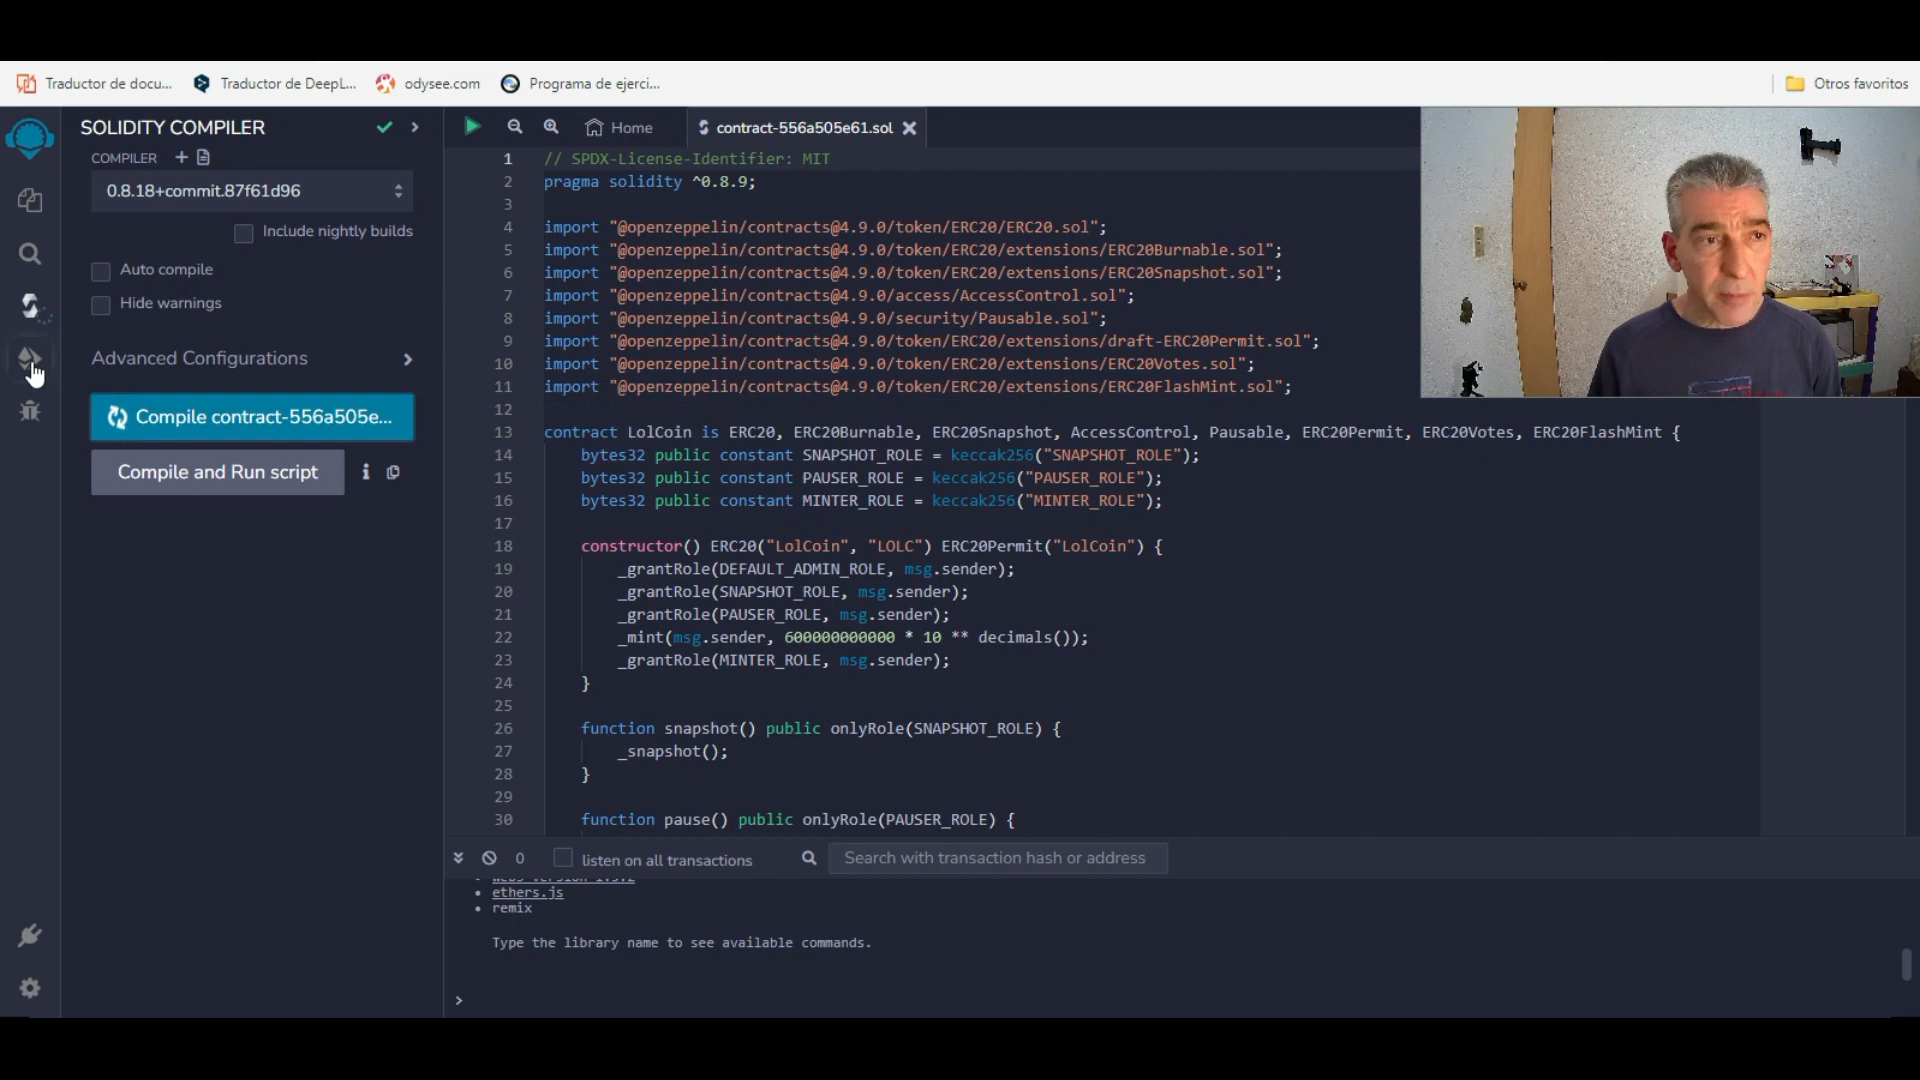 Traductor de docu...
Traductor de DeepL...
odysee.com
Programa de ejerci...
Otros favoritos
SOLIDITY COMPILER
COMPILER
0.8.18+commit.87f61d96
Include nightly builds
Auto compile
Hide warnings
Advanced Configurations
Compile contract-556a505e...
Compile and Run script
Home
contract-556a505e61.sol
1 // SPDX-License-Identifier: MIT
2 pragma solidity ^0.8.9;
3
4 import "@openzeppelin/contracts@4.9.0/token/ERC20/ERC20.sol";
5 import "@openzeppelin/contracts@4.9.0/token/ERC20/extensions/ERC20Burnable.sol";
6 import "@openzeppelin/contracts@4.9.0/token/ERC20/extensions/ERC20Snapshot.sol";
7 import "@openzeppelin/contracts@4.9.0/access/AccessControl.sol";
8 import "@openzeppelin/contracts@4.9.0/security/Pausable.sol";
9 import "@openzeppelin/contracts@4.9.0/token/ERC20/extensions/draft-ERC20Permit.sol";
10 import "@openzeppelin/contracts@4.9.0/token/ERC20/extensions/ERC20Votes.sol";
11 import "@openzeppelin/contracts@4.9.0/token/ERC20/extensions/ERC20FlashMint.sol";
12
13 contract LolCoin is ERC20, ERC20Burnable, ERC20Snapshot, AccessControl, Pausable, ERC20Permit, ERC20Votes, ERC20FlashMint {
14 bytes32 public constant SNAPSHOT_ROLE = keccak256("SNAPSHOT_ROLE");
15 bytes32 public constant PAUSER_ROLE = keccak256("PAUSER_ROLE");
16 bytes32 public constant MINTER_ROLE = keccak256("MINTER_ROLE");
17
18 constructor() ERC20("LolCoin", "LOLC") ERC20Permit("LolCoin") {
19 _grantRole(DEFAULT_ADMIN_ROLE, msg.sender);
20 _grantRole(SNAPSHOT_ROLE, msg.sender);
21 _grantRole(PAUSER_ROLE, msg.sender);
22 _mint(msg.sender, 600000000000 * 10 ** decimals());
23 _grantRole(MINTER_ROLE, msg.sender);
24 }
25
26 function snapshot() public onlyRole(SNAPSHOT_ROLE) {
27 _snapshot();
28 }
29
30 function pause() public onlyRole(PAUSER_ROLE) {
0
listen on all transactions
Search with transaction hash or address
ethers.js
remix
Type the library name to see available commands.
>